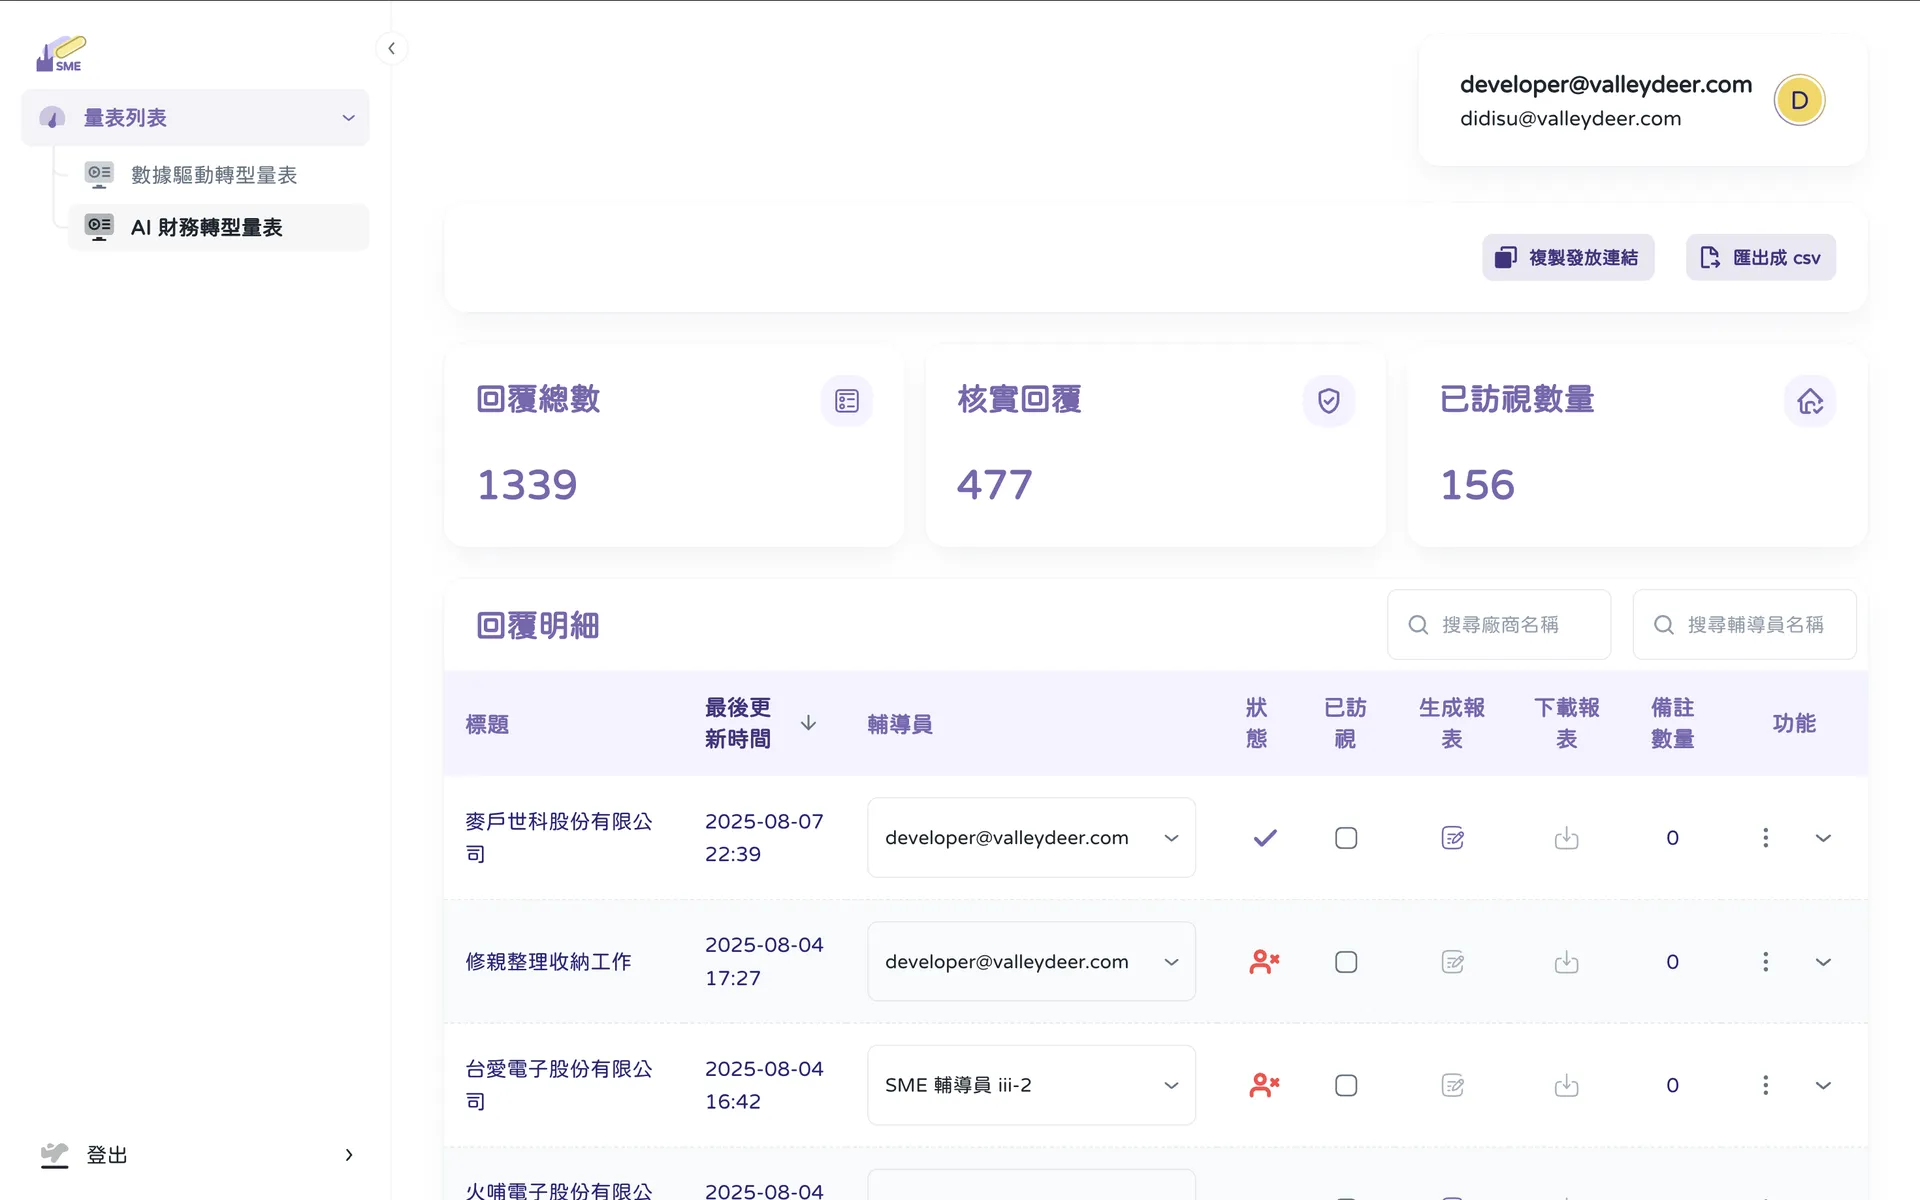 SME
量表列表
數據驅動轉型量表
AI 財務轉型量表
登出
developer@valleydeer.com
didisu@valleydeer.com
D
複製發放連結
匯出成 csv
回覆總數
1339
核實回覆
477
已訪視數量
156
回覆明細
搜尋廠商名稱
搜尋輔導員名稱
標題
最後更
新時間
輔導員
狀
態
已訪
視
生成報
表
下載報
表
備註
數量
功能
麥戶世科股份有限公
司
2025-08-07
22:39
developer@valleydeer.com
0
修親整理收納工作
2025-08-04
17:27
developer@valleydeer.com
0
台愛電子股份有限公
司
2025-08-04
16:42
SME 輔導員 iii-2
0
火哺電子股份有限公
2025-08-04